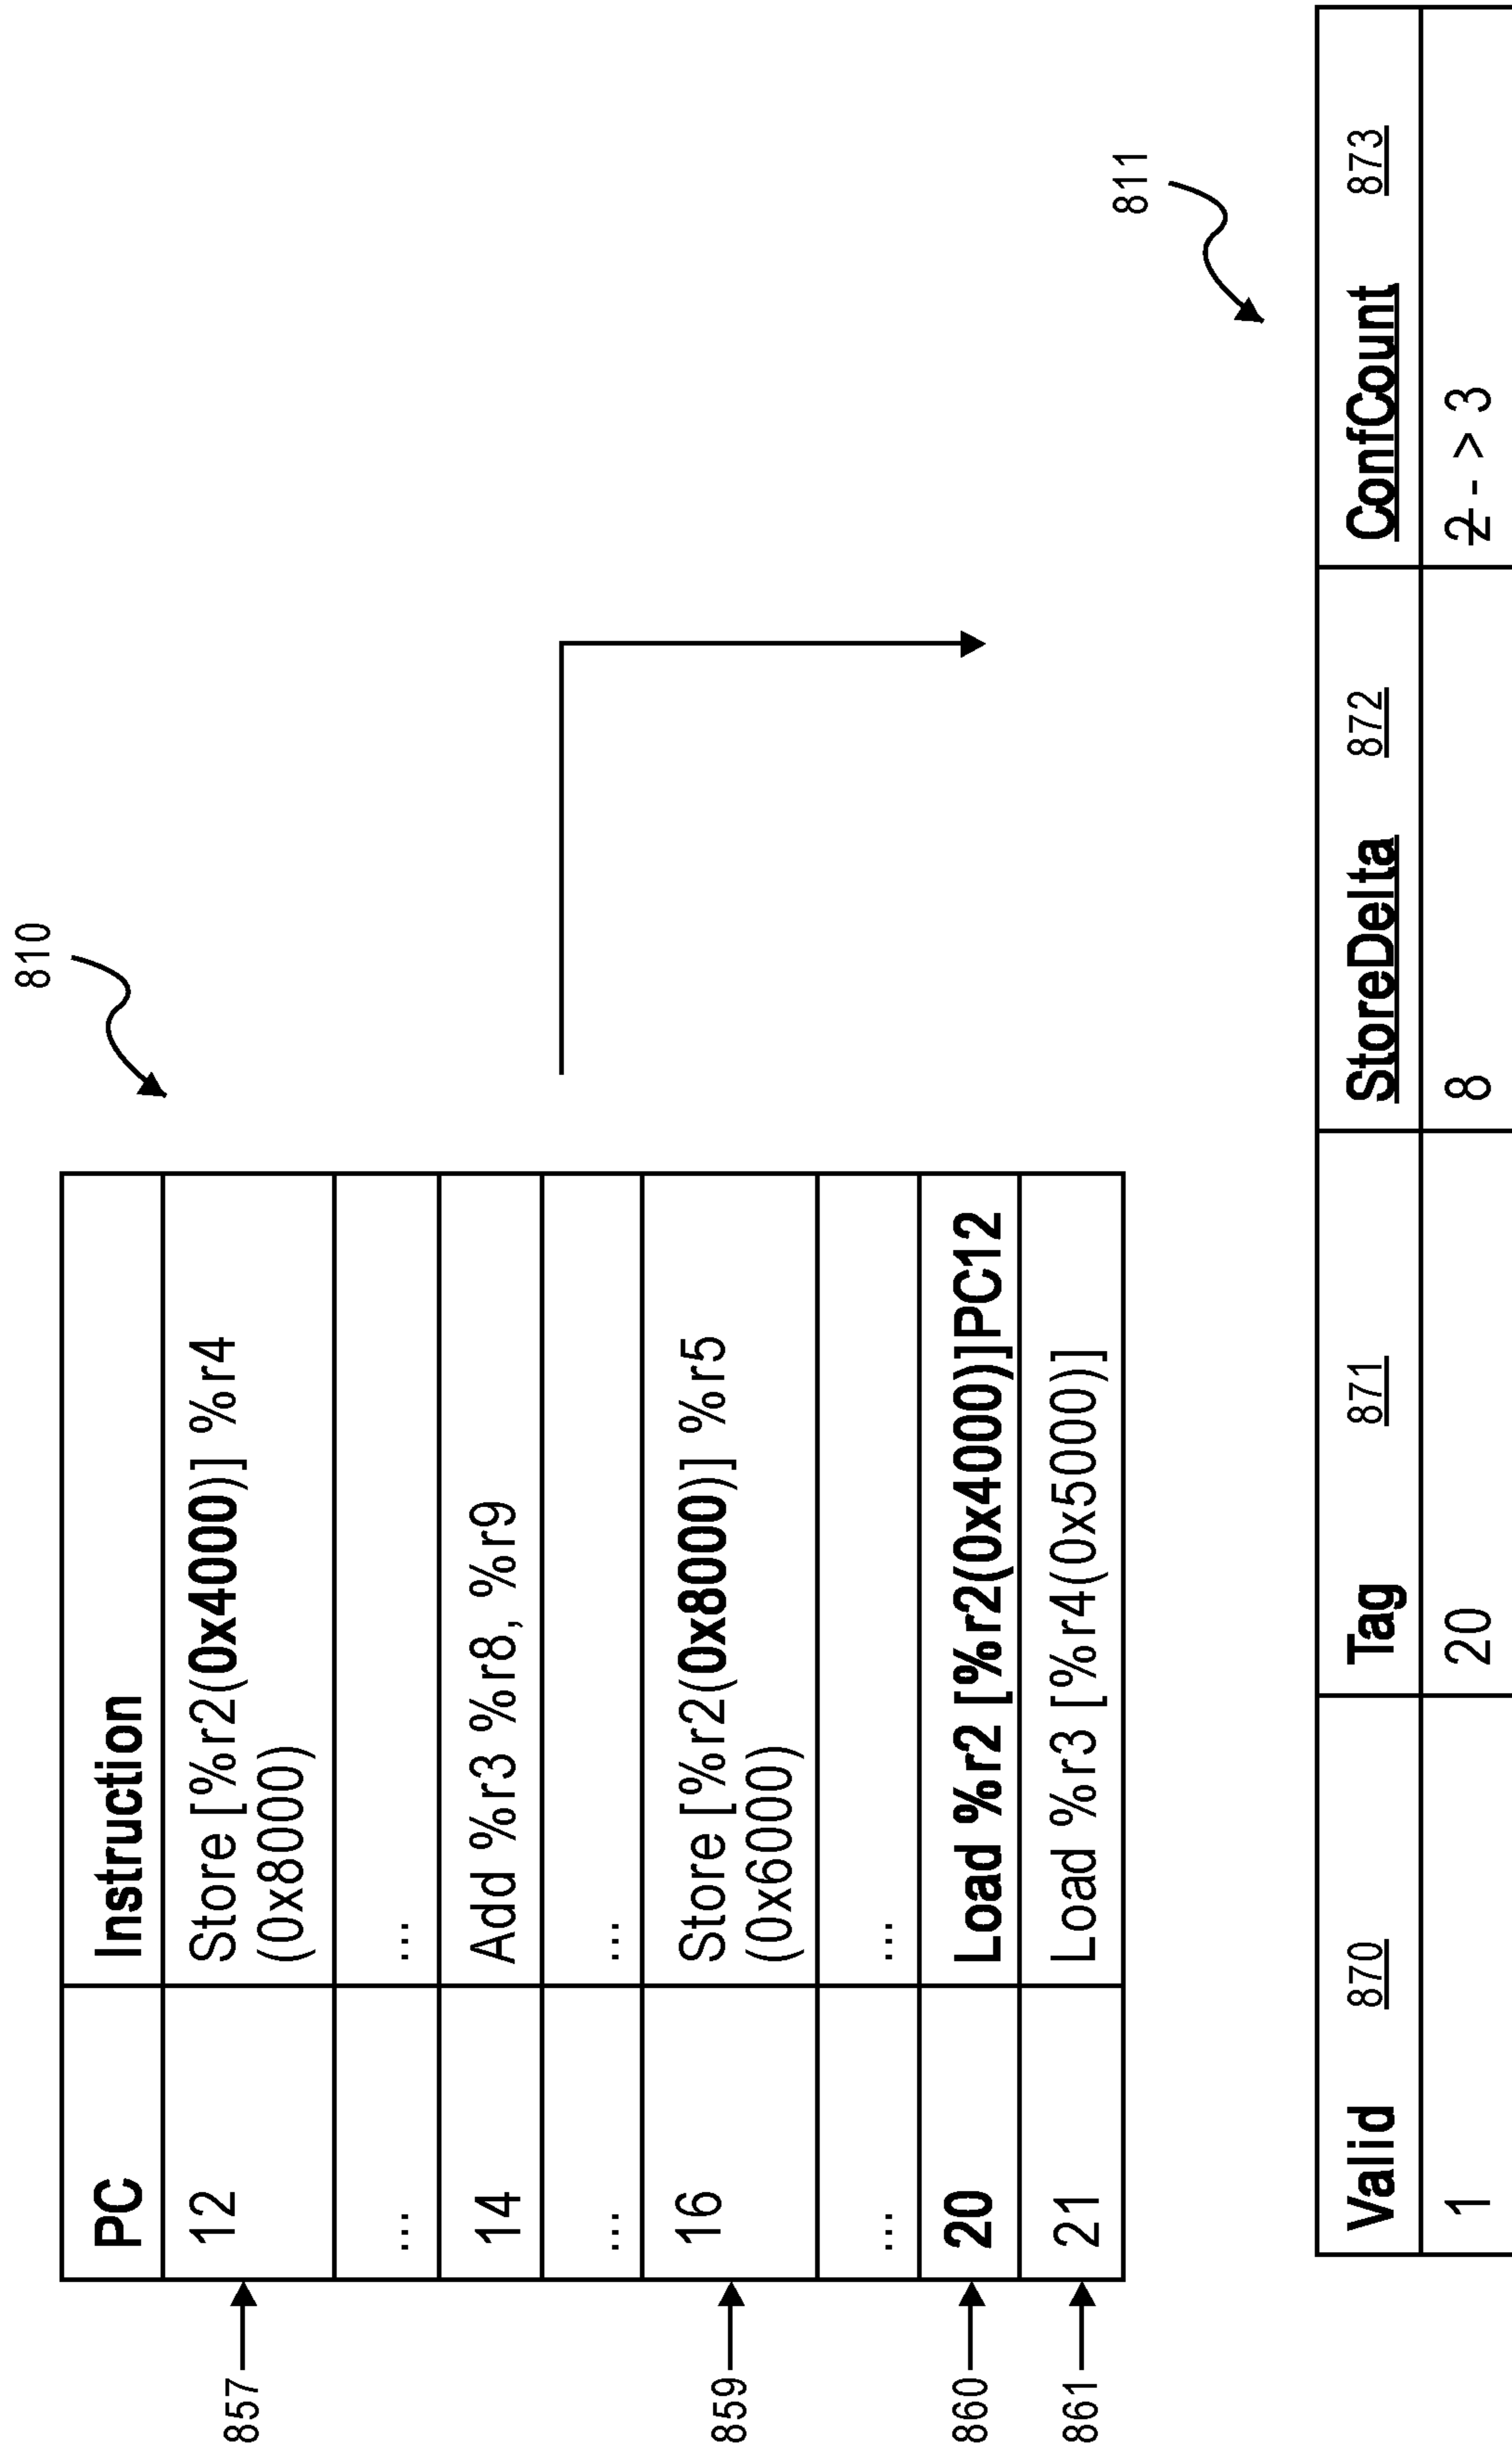 810
PC Instruction
857 12 Store [%r2(0x4000)] %r4
(0x8000)
... ...
14 Add %r3 %r8, %r9
... ...
859 16 Store [%r2(0x8000)] %r5
(0x6000)
... ...
860 20 Load %r2 [%r2(0x4000)]PC12
861 21 Load %r3 [%r4(0x5000)]
811
Valid 870 Tag 871 StoreDelta 872 ConfCount 873
1 20 8 2 - > 3